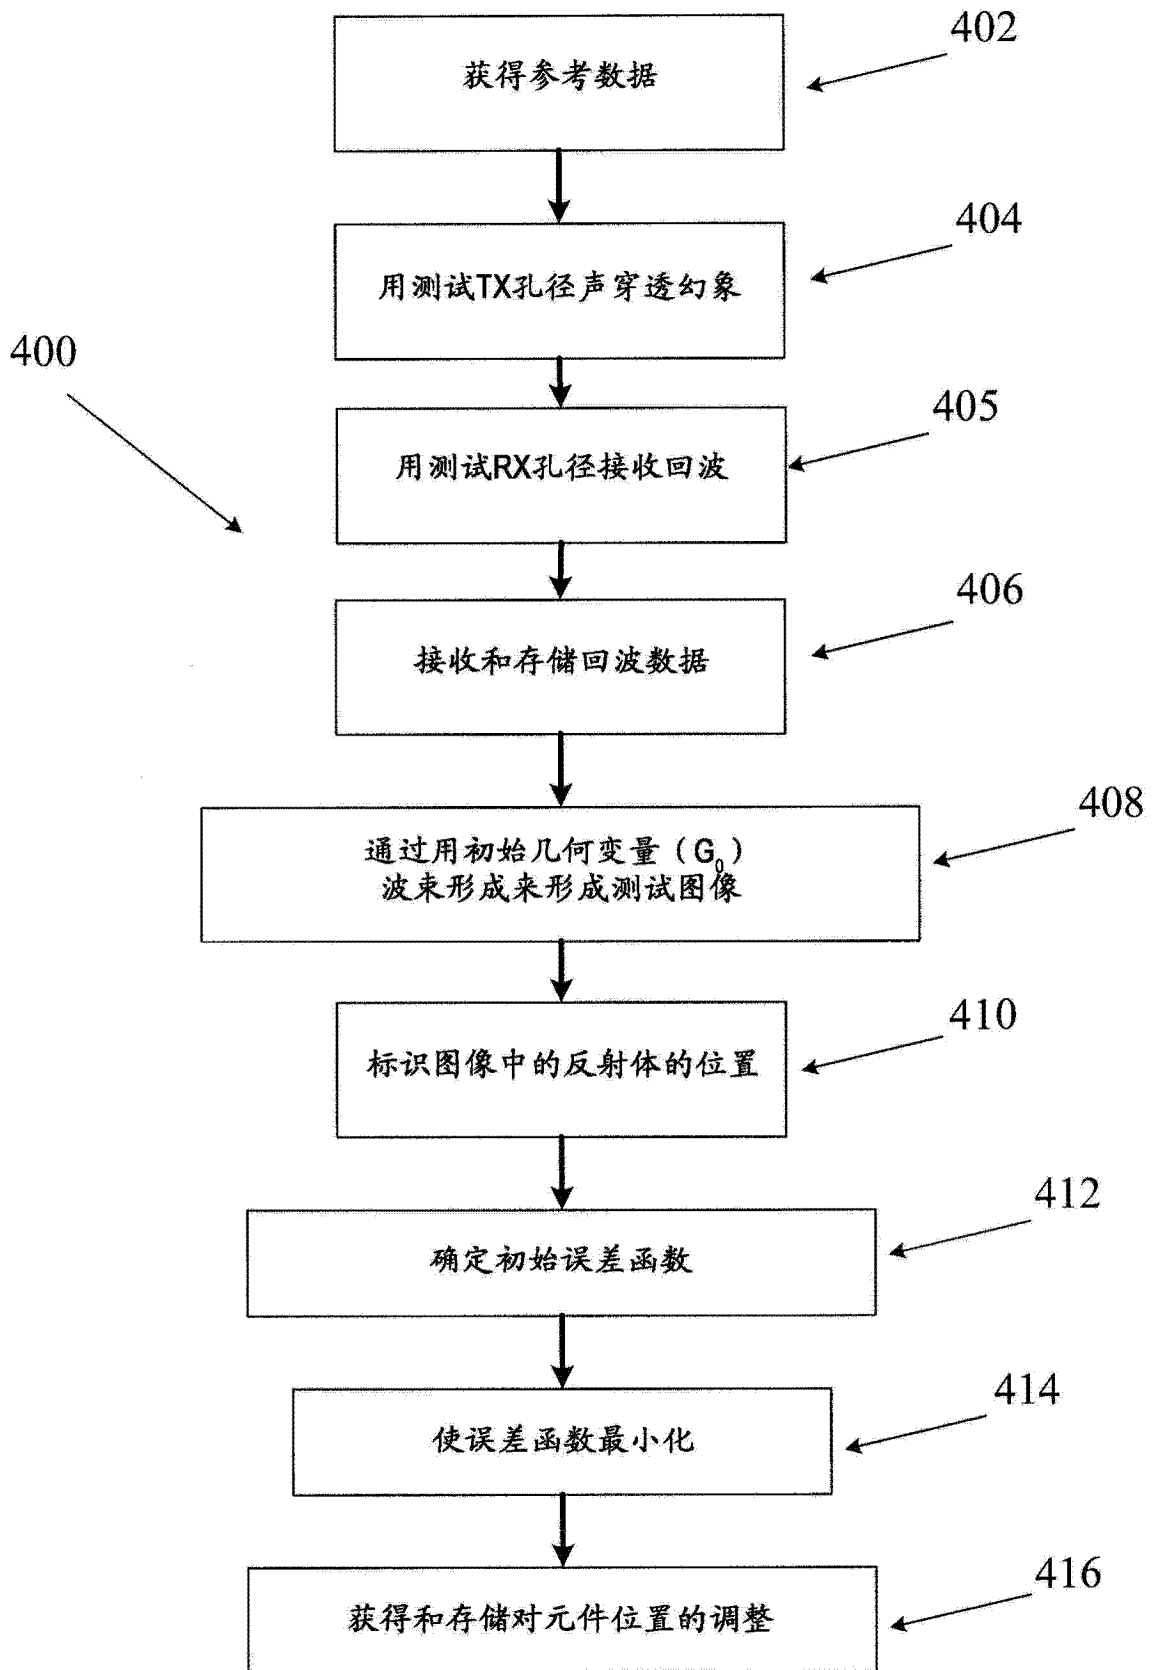 402
获得参考数据
404
用测试TX孔径声穿透幻象
400
405
用测试RX孔径接收回波
406
接收和存储回波数据
408
通过用初始几何变量（G₀）
波束形成来形成测试图像
410
标识图像中的反射体的位置
412
确定初始误差函数
414
使误差函数最小化
416
获得和存储对元件位置的调整